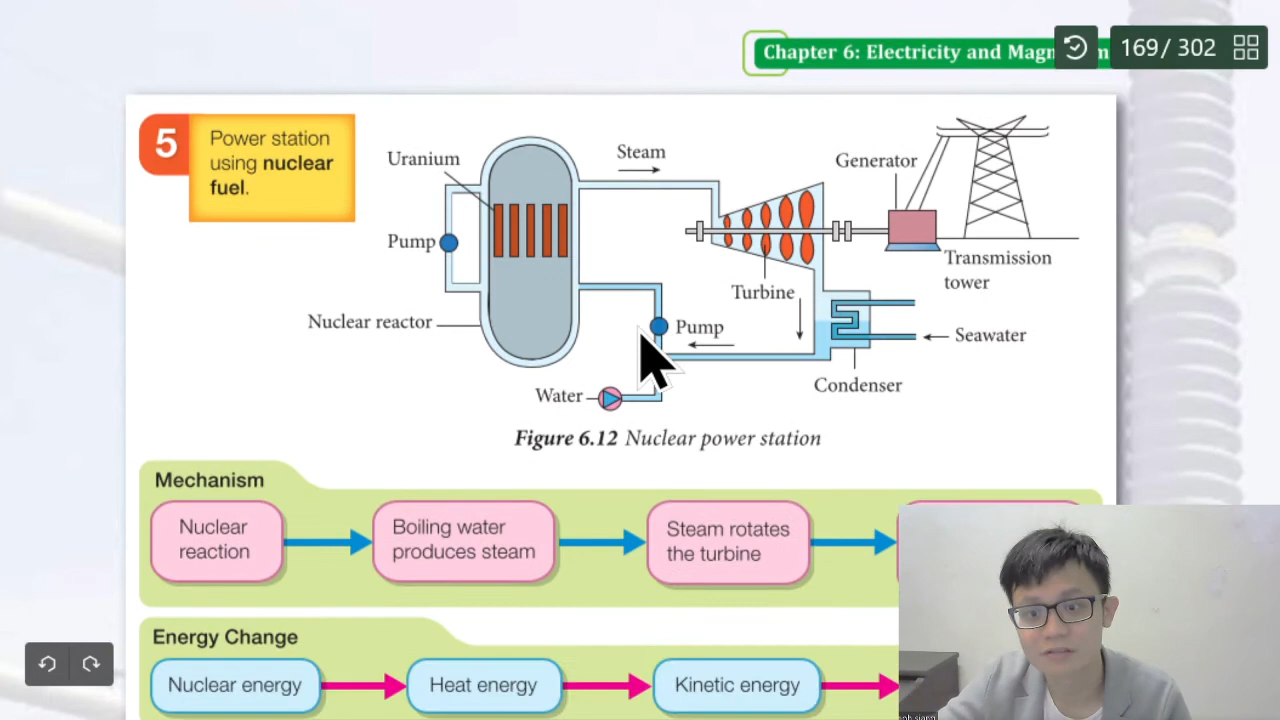 Chapter 6: Electricity and Magn
169/ 302
5
Power station
using nuclear
fuel.
Uranium
Steam
Generator
Pump
Transmission
tower
Turbine
Nuclear reactor
Pump
Seawater
Condenser
Water
Figure 6.12 Nuclear power station
Mechanism
Nuclear
reaction
Boiling water
produces steam
Steam rotates
the turbine
Energy Change
Nuclear energy
Heat energy
Kinetic energy